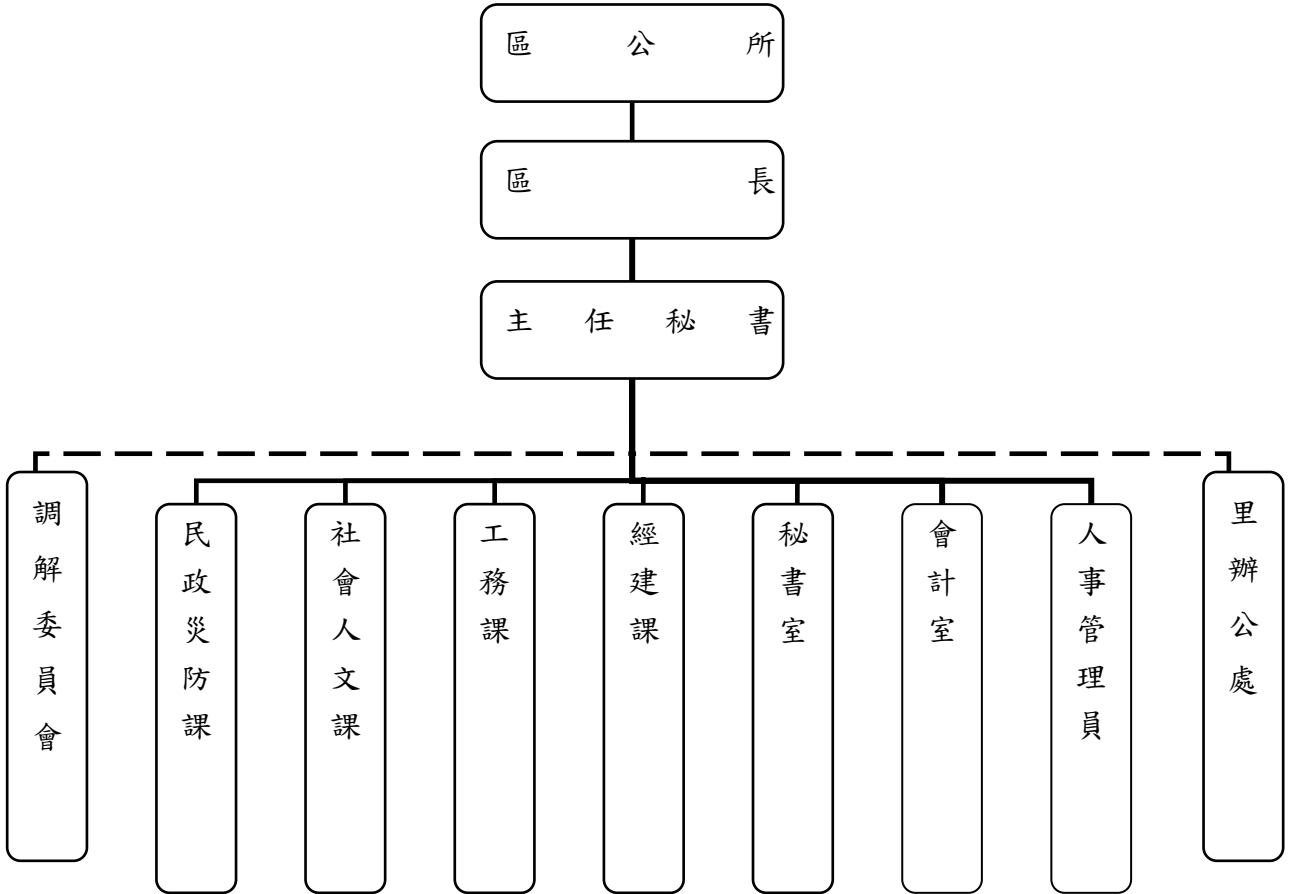 區公所
區長
主任秘書
調解委員會
民政災防課
社會人文課
工務課
經建課
秘書室
會計室
人事管理員
里辦公處